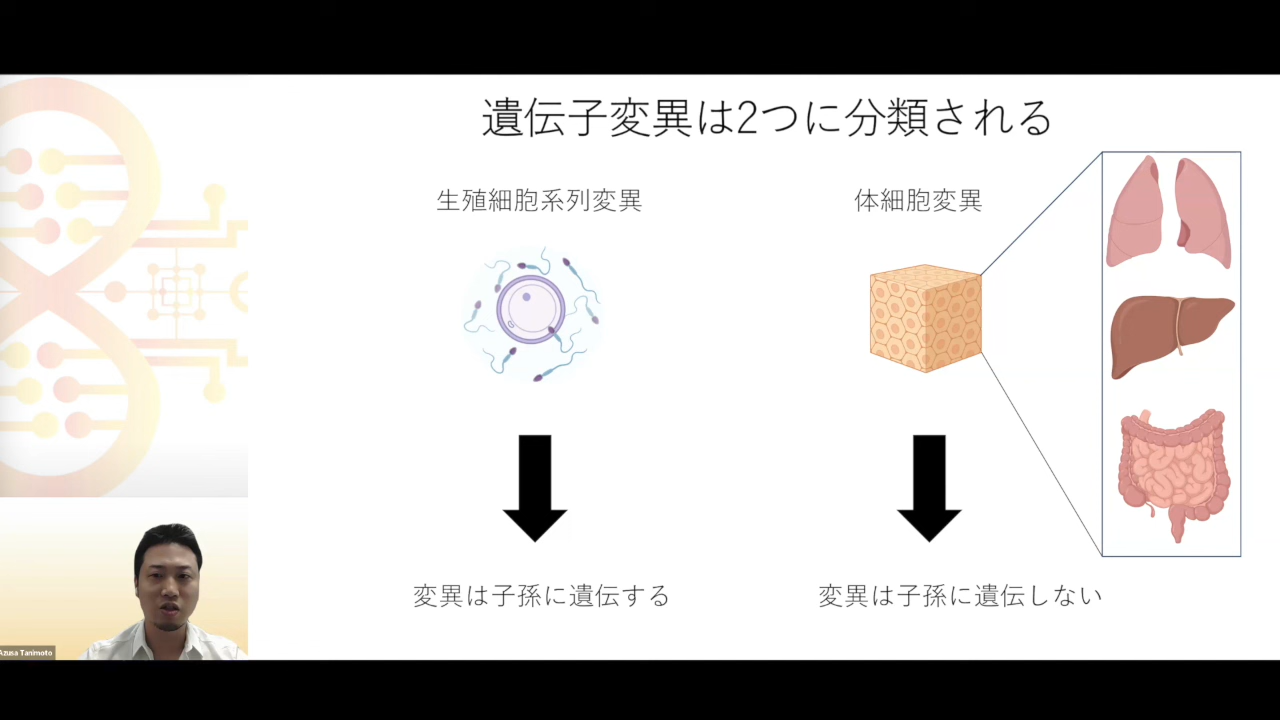 遺伝子変異は2つに分類される
生殖細胞系列変異
体細胞変異
変異は子孫に遺伝する
変異は子孫に遺伝しない
Azusa Tanimoto